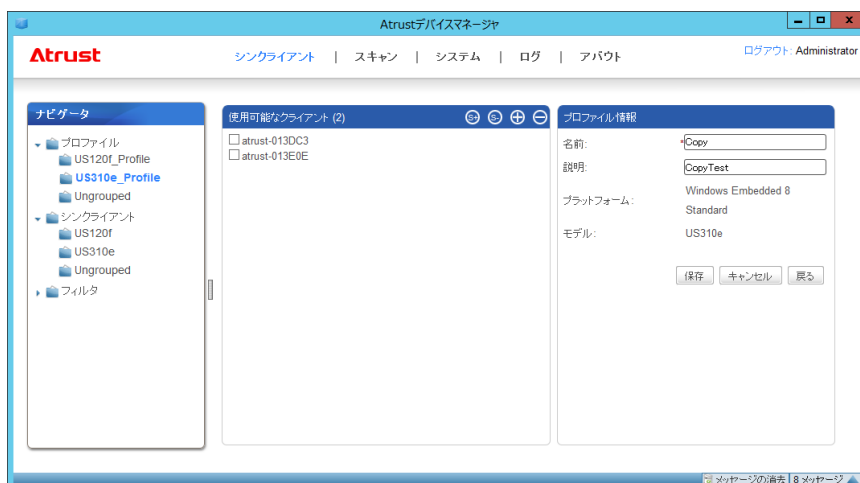 Atrustデバイスマネージャ
Atrust
シンクライアント | スキャン | システム | ログ | アバウト
ログアウト: Administrator
ナビゲータ
プロファイル
US120f_Profile
US310e_Profile
Ungrouped
シンクライアント
US120f
US310e
Ungrouped
フィルタ
使用可能なクライアント (2)
S+ S-
atrust-013DC3
atrust-013E0E
プロファイル情報
名前: *Copy
説明: CopyTest
プラットフォーム: Windows Embedded 8
Standard
モデル: US310e
保存 キャンセル 戻る
メッセージの消去 8 メッセージ